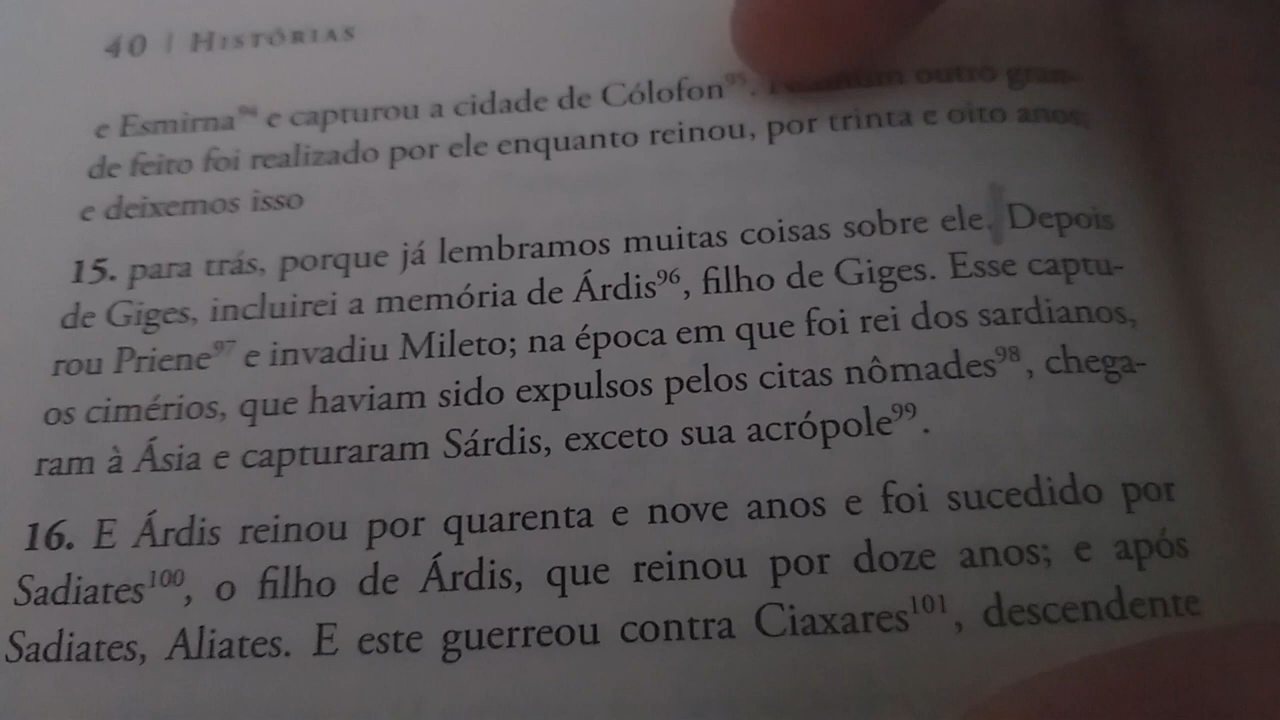 40 | HISTÓRIAS
e Esmirna⁹⁴ e capturou a cidade de Cólofon⁹⁵. outro gran-
de feito foi realizado por ele enquanto reinou, por trinta e oito anos;
e deixemos isso
15. para trás, porque já lembramos muitas coisas sobre ele. Depois
de Giges, incluirei a memória de Árdis⁹⁶, filho de Giges. Esse captu-
rou Priene⁹⁷ e invadiu Mileto; na época em que foi rei dos sardianos,
os cimérios, que haviam sido expulsos pelos citas nômades⁹⁸, chega-
ram à Ásia e capturaram Sárdis, exceto sua acrópole⁹⁹.
16. E Árdis reinou por quarenta e nove anos e foi sucedido por
Sadiates¹⁰⁰, o filho de Árdis, que reinou por doze anos; e após
Sadiates, Aliates. E este guerreou contra Ciaxares¹⁰¹, descendente